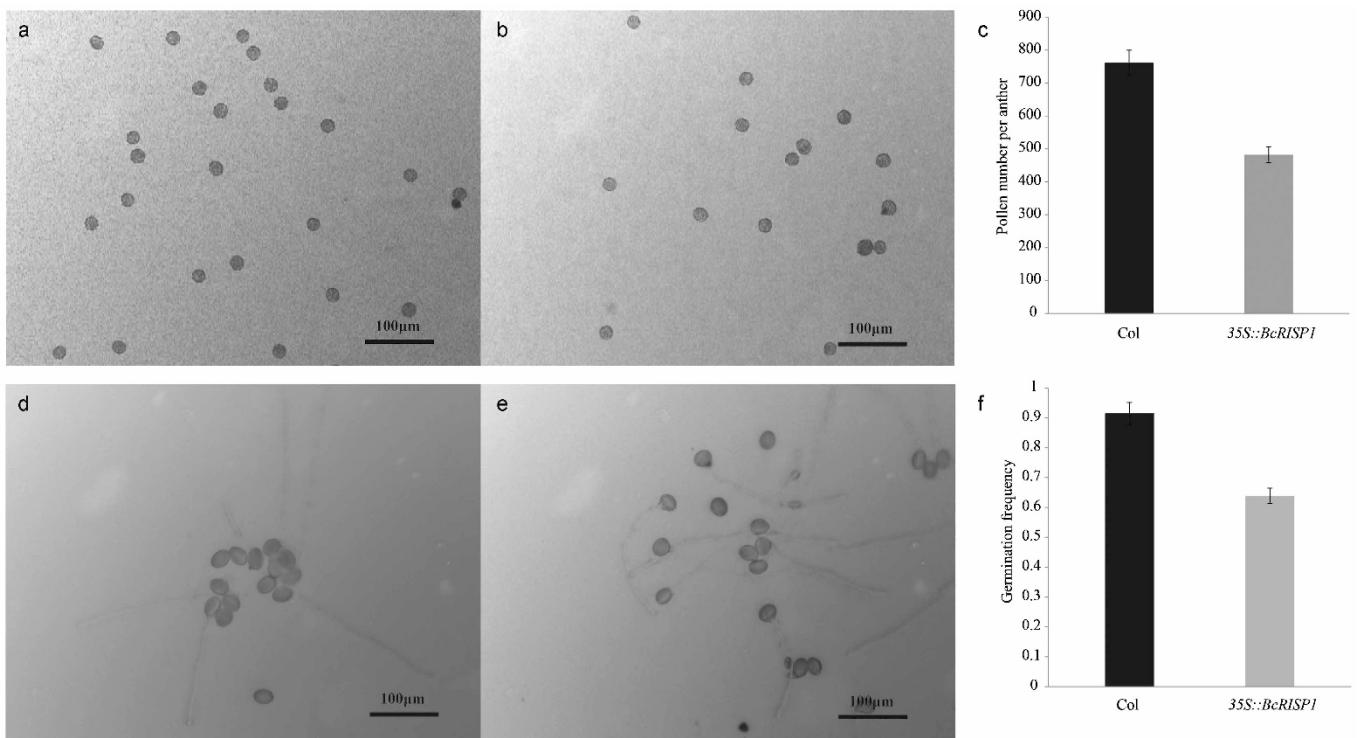 a
100μm
b
100μm
c
Pollen number per anther
900
800
700
600
500
400
300
200
100
0
Col
35S::BcRISP1
d
100μm
e
100μm
f
Germination frequency
1
0.9
0.8
0.7
0.6
0.5
0.4
0.3
0.2
0.1
0
Col
35S::BcRISP1